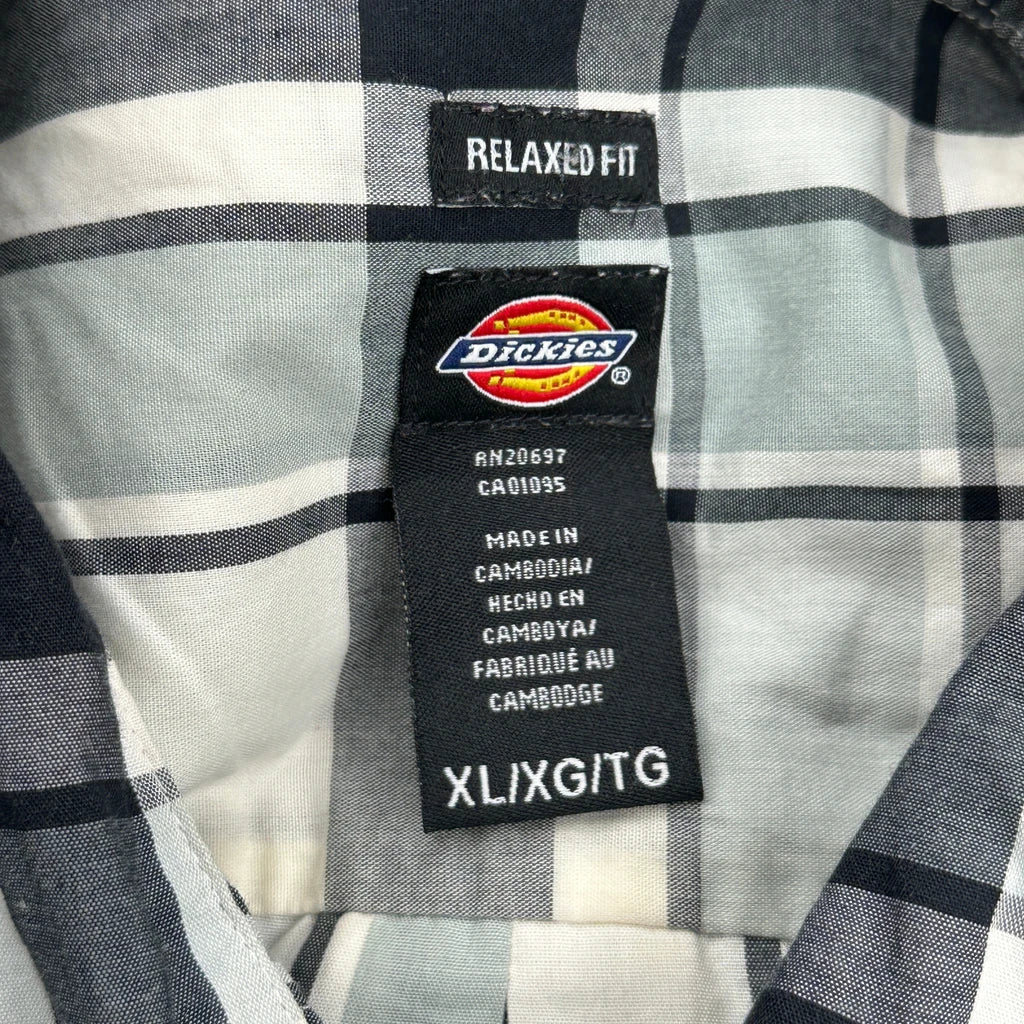 RELAXED FIT
Dickies
®
RN20697
CA01095
MADE IN
CAMBODIA/
HECHO EN
CAMBOYA/
FABRIQUÉ AU
CAMBODGE
XL/XG/TG